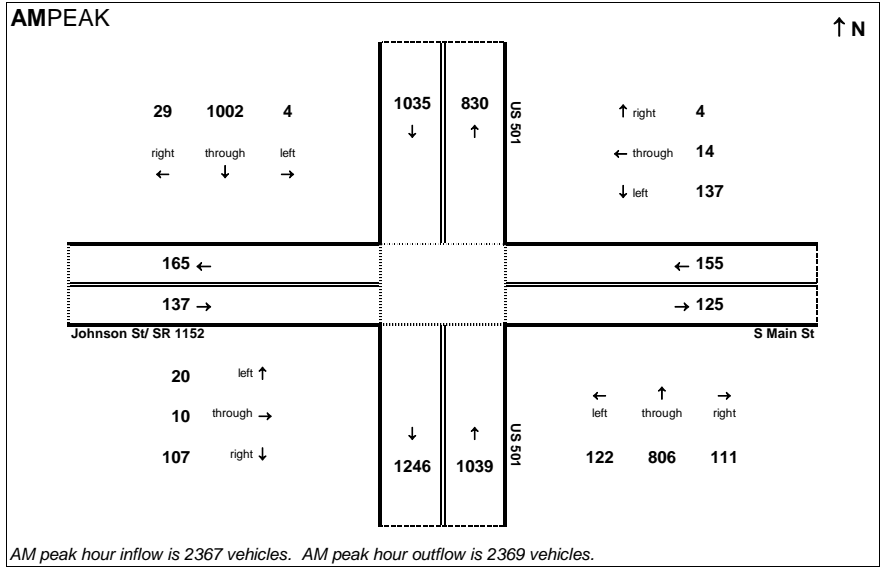 AMPEAK
↑ N
29 1002 4
right through left
← ↓ →
1035 830
↓ ↑
US 501
↑ right 4
← through 14
↓ left 137
165 ←
← 155
137 →
→ 125
Johnson St/ SR 1152
S Main St
20 left ↑
10 through →
107 right ↓
↓ ↑
1246 1039
US 501
← ↑ →
left through right
122 806 111
AM peak hour inflow is 2367 vehicles. AM peak hour outflow is 2369 vehicles.